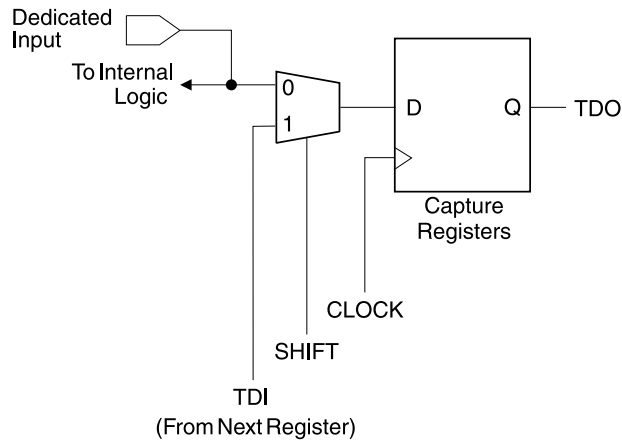 Dedicated
Input
To Internal
Logic
0
1
D
Q
TDO
Capture
Registers
CLOCK
SHIFT
TDI
(From Next Register)